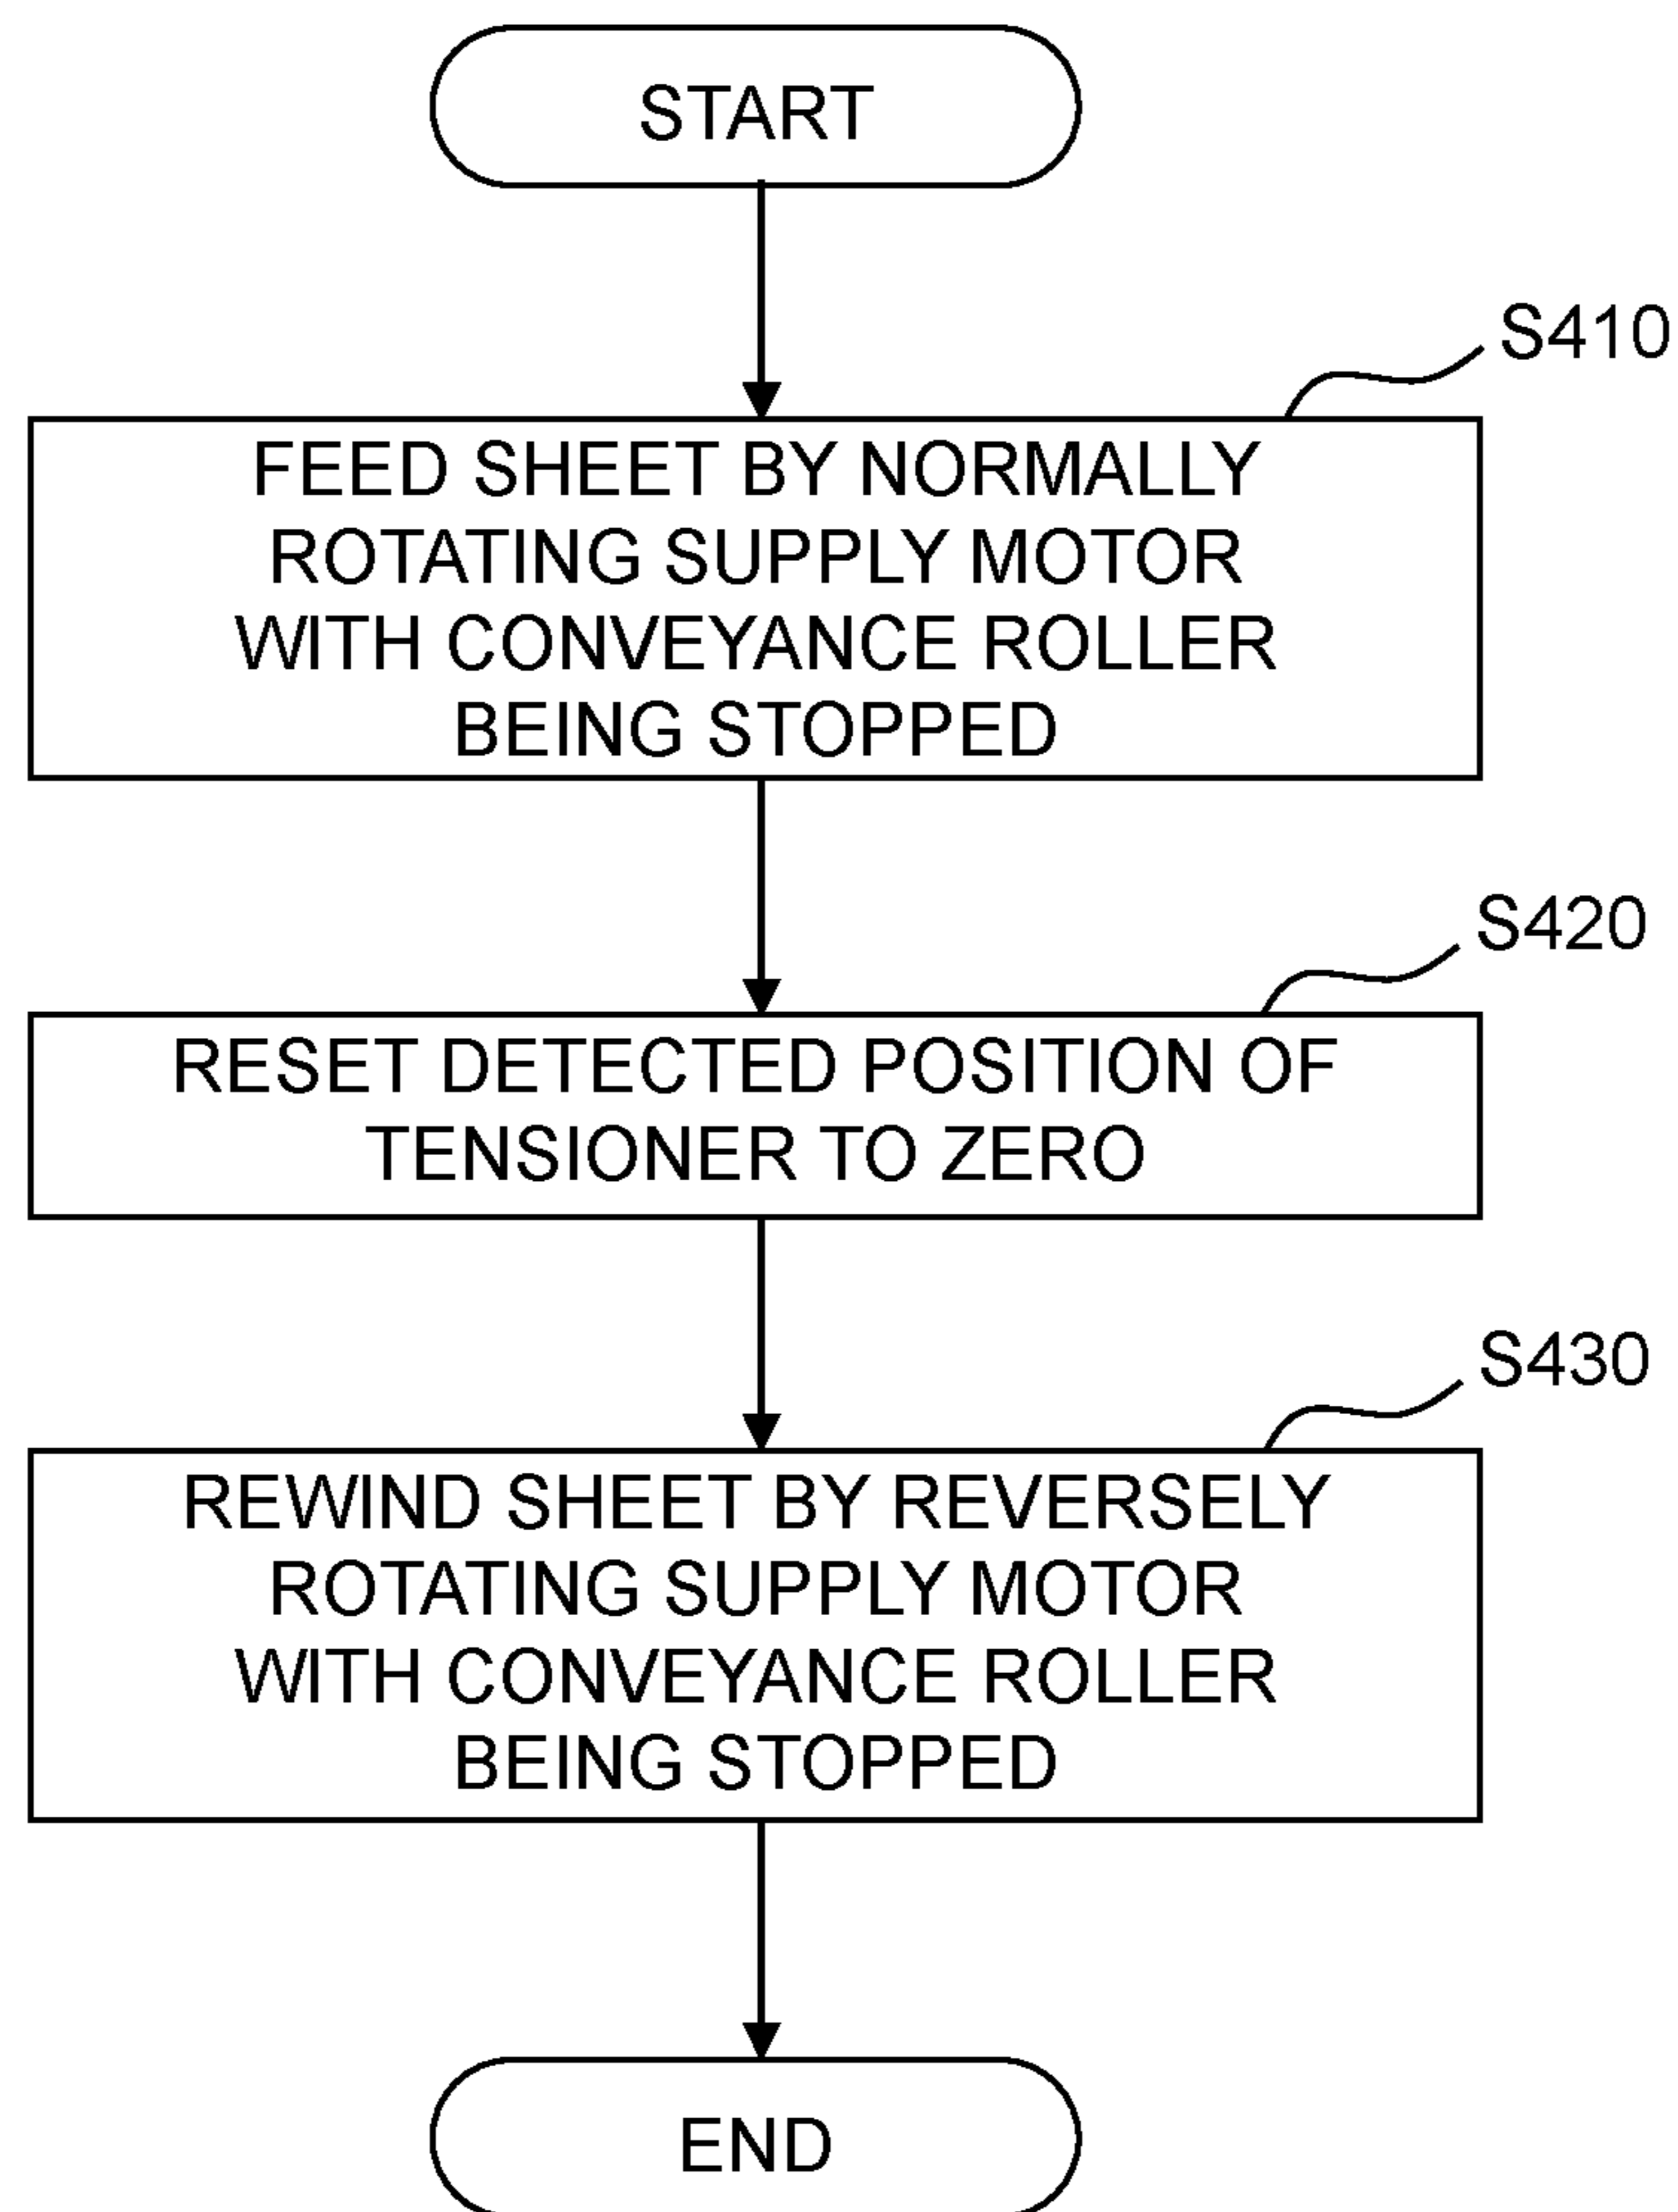 START
S410
FEED SHEET BY NORMALLY
ROTATING SUPPLY MOTOR
WITH CONVEYANCE ROLLER
BEING STOPPED
S420
RESET DETECTED POSITION OF
TENSIONER TO ZERO
S430
REWIND SHEET BY REVERSELY
ROTATING SUPPLY MOTOR
WITH CONVEYANCE ROLLER
BEING STOPPED
END